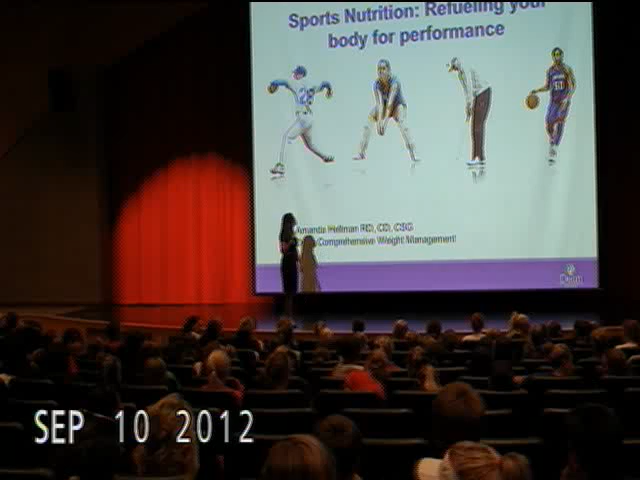 Sports Nutrition: Refueling your
body for performance
Amanda Hellman RD, CD, CSG
Comprehensive Weight Management
SEP 10 2012